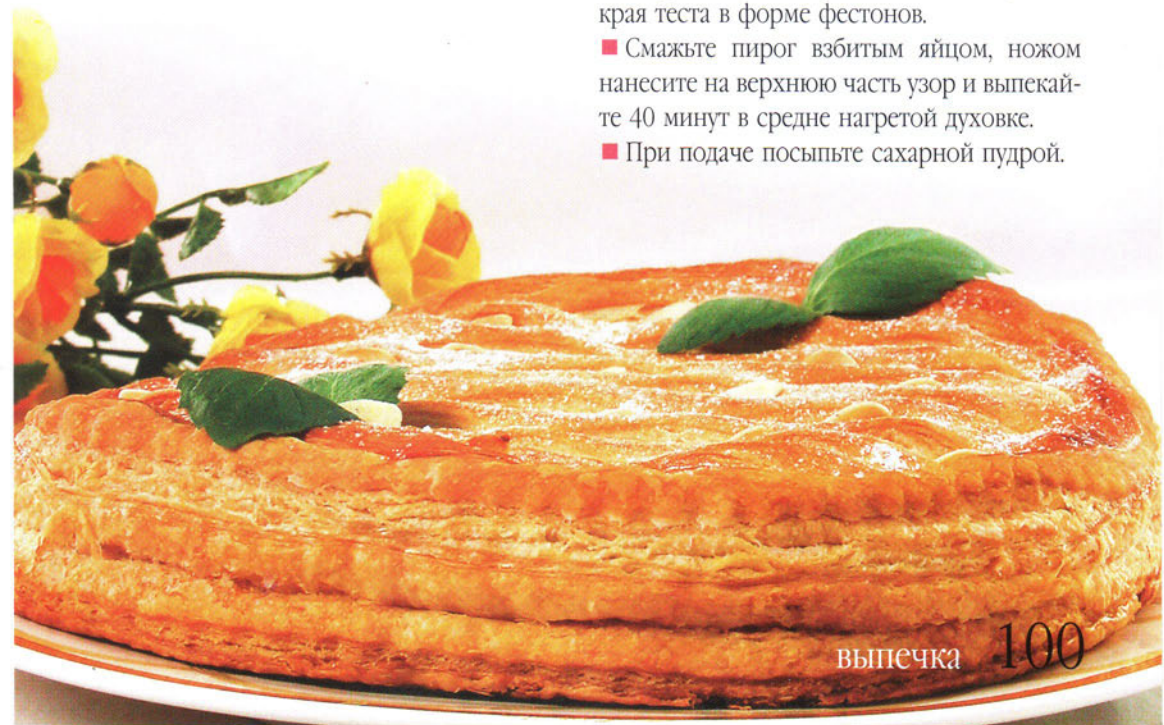 края теста в форме фестонов.
■ Смажьте пирог взбитым яйцом, ножом
нанесите на верхнюю часть узор и выпекай-
те 40 минут в средне нагретой духовке.
■ При подаче посыпьте сахарной пудрой.
выпечка 100